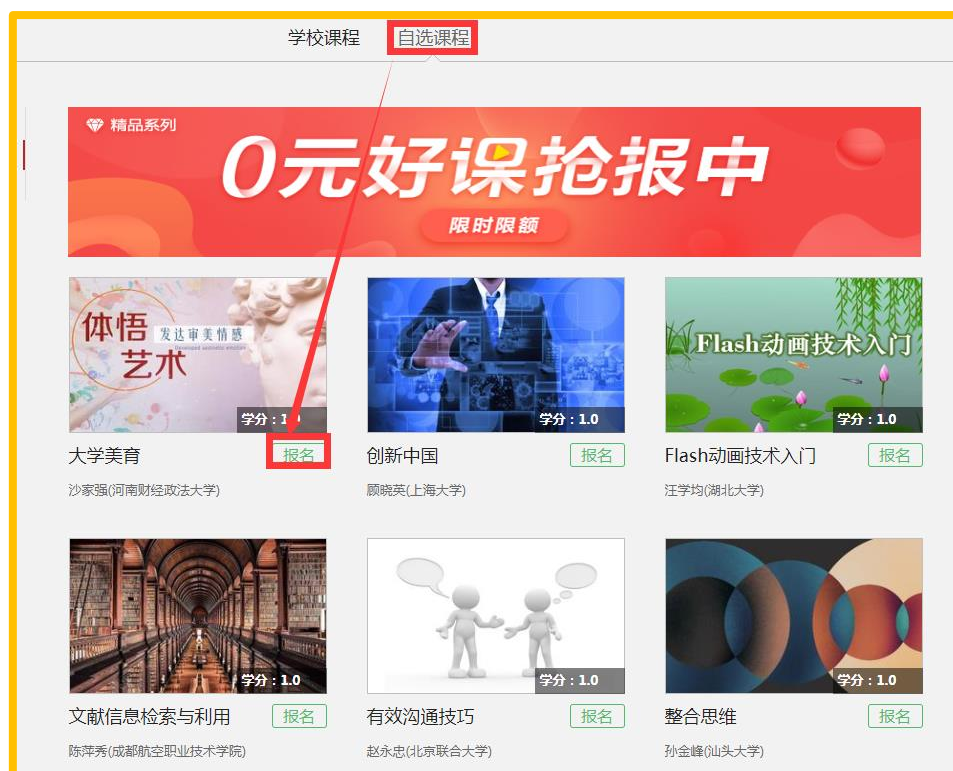 学校课程 自选课程
精品系列
0元好课抢报中
限时限额
体悟
发达审美情感
Developed aesthetic emotion
艺术
学分：1.0
学分：1.0
Flash动画技术入门
学分：1.0
大学美育 报名
创新中国 报名
Flash动画技术入门 报名
沙家强(河南财经政法大学)
顾晓英(上海大学)
汪学均(湖北大学)
学分：1.0
学分：1.0
学分：1.0
文献信息检索与利用 报名
有效沟通技巧 报名
整合思维 报名
陈萍秀(成都航空职业技术学院)
赵永忠(北京联合大学)
孙金峰(汕头大学)